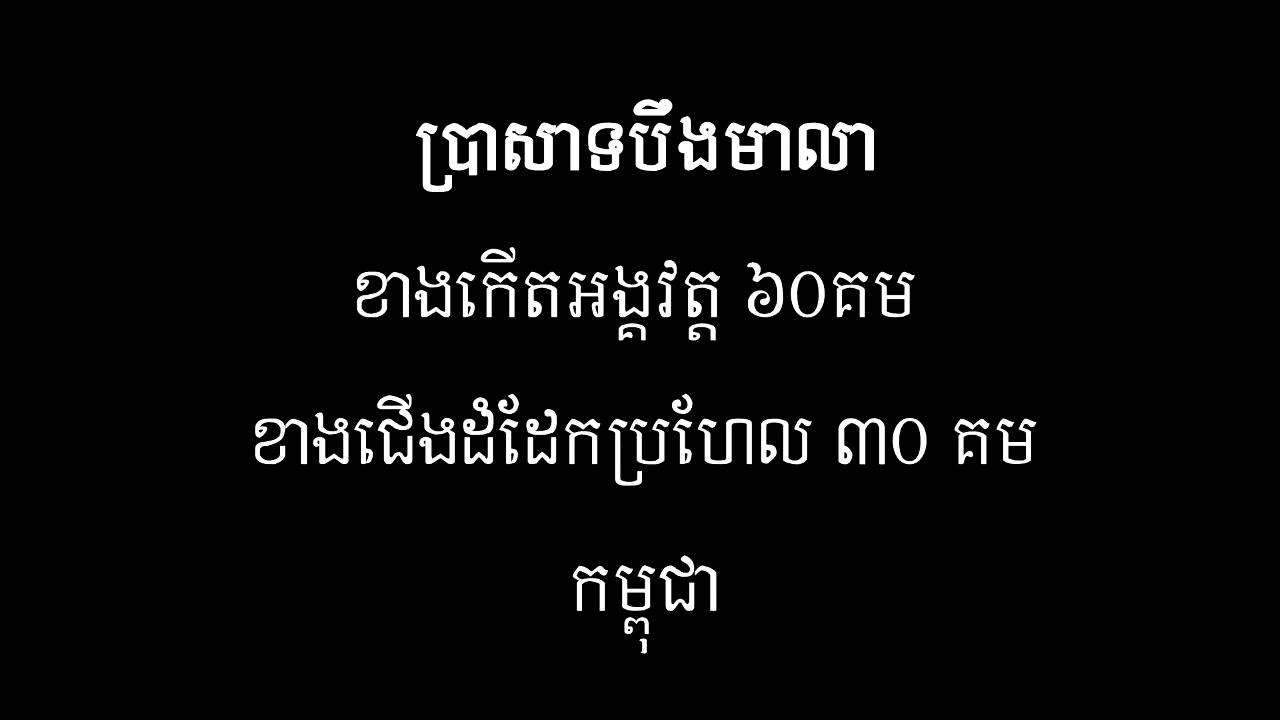 ប្រាសាទបឹងមាលា
ខាងកើតអង្គរវត្ត ៦០គម
ខាងជើងដំដែកប្រហែល ៣០ គម
កម្ពុជា